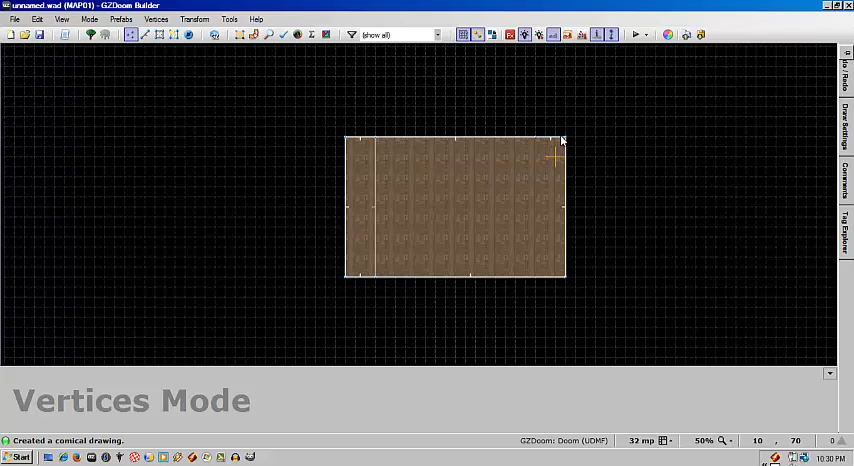 unnamed.wad (MAP01) - GZDoom Builder
File Edit View Mode Prefabs Vertices Transform Tools Help
(show all)
Draw Settings
Comments
Tag Explorer
Vertices Mode
Created a comical drawing.
GZDoom: Doom (UDMF) 32 mp 50% 10 , 70 0
Start
10:30 PM